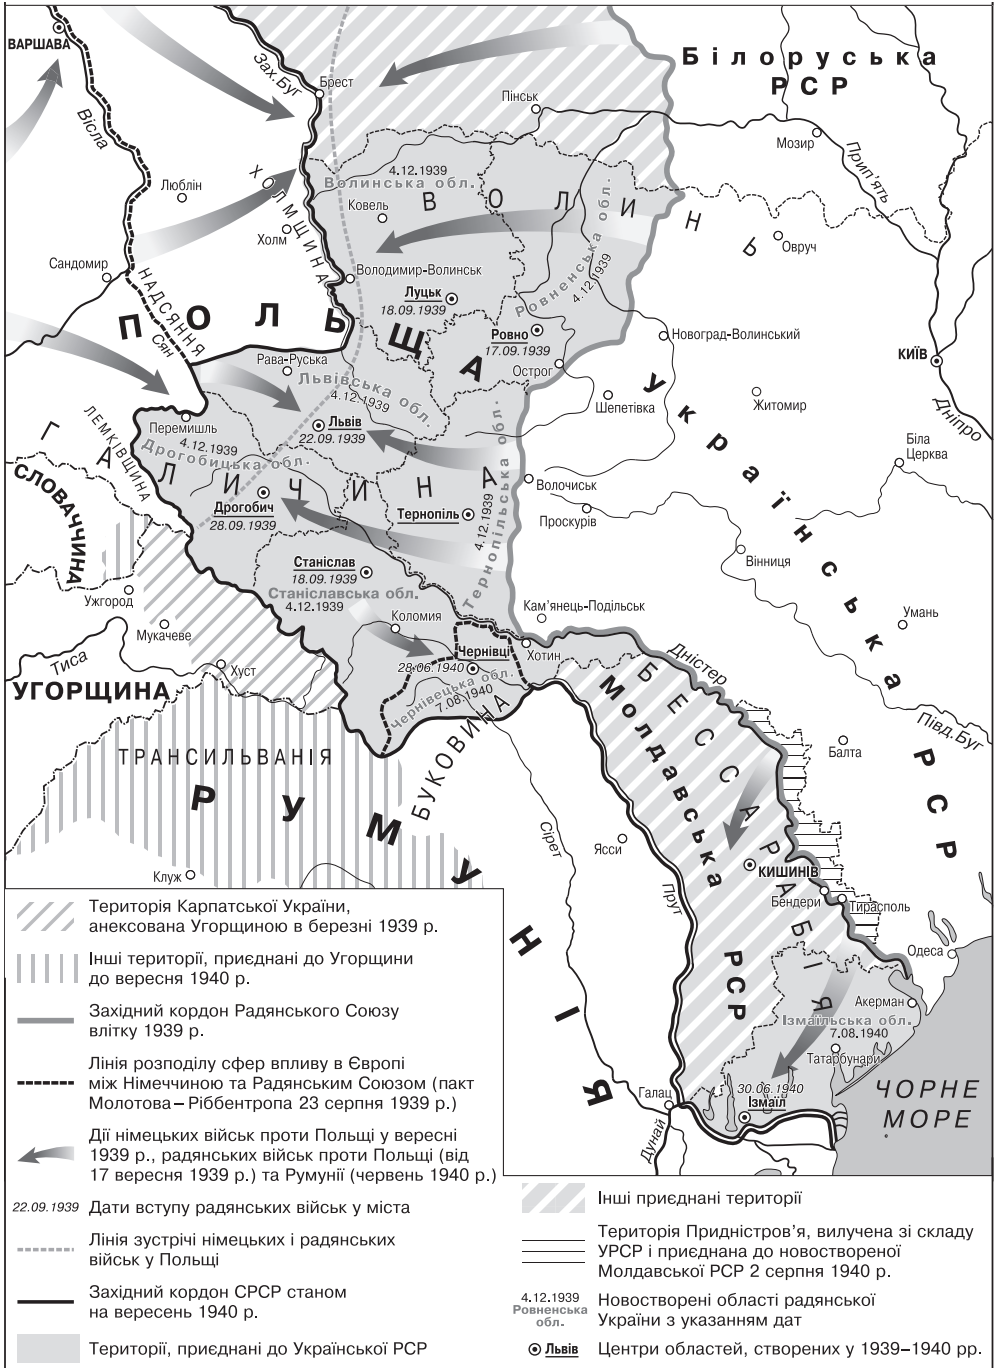 ВАРШАВА
Зах.Буг
Брест
Білоруська
РСР
Вісла
Пінськ
Мозир
Прип'ять
Люблін
ХОЛМЩИНА
Холм
4.12.1939
Волинська обл.
Ковель
ВОЛИНЬ
Ровненська обл.
4.12.1939
Овруч
Сандомир
НАДСЯННЯ
Володимир-Волинськ
Луцьк
18.09.1939
ПОЛЬЩА
Сян
Ровно
17.09.1939
Новоград-Волинський
КИЇВ
Рава-Руська
Острог
Львівська обл.
4.12.1939
Шепетівка
Житомир
Дніпро
Українська РСР
ЛЕМКІВЩИНА
Перемишль
4.12.1939
Дрогобицька обл.
Львів
22.09.1939
Біла
Церква
ГАЛИЧИНА
СЛОВАЧЧИНА
Дрогобич
28.09.1939
Тернопіль
4.12.1939
Тернопільська обл.
Волочиськ
Проскурів
Вінниця
Станіслав
18.09.1939
Станіславська обл.
4.12.1939
Ужгород
Мукачеве
Коломия
Кам'янець-Подільськ
Умань
Тиса
Хуст
Чернівці
28.06.1940
Чернівецька обл.
7.08.1940
Хотин
Дністер
УГОРЩИНА
БЕССАРАБІЯ
Молдавська РСР
Півд.Буг
Балта
ТРАНСИЛЬВАНІЯ
БУКОВИНА
РУМУНІЯ
Сірет
Ясси
Прут
КИШИНІВ
Клуж
Бендери
Тирасполь
Одеса
Акерман
Ізмаїльська обл.
7.08.1940
Татарбунари
30.06.1940
Ізмаїл
Галац
Дунай
ЧОРНЕ
МОРЕ
Територія Карпатської України,
анексована Угорщиною в березні 1939 р.
Інші території, приєднані до Угорщини
до вересня 1940 р.
Західний кордон Радянського Союзу
влітку 1939 р.
Лінія розподілу сфер впливу в Європі
між Німеччиною та Радянським Союзом (пакт
Молотова–Ріббентропа 23 серпня 1939 р.)
Дії німецьких військ проти Польщі у вересні
1939 р., радянських військ проти Польщі (від
17 вересня 1939 р.) та Румунії (червень 1940 р.)
22.09.1939 Дати вступу радянських військ у міста
Лінія зустрічі німецьких і радянських
військ у Польщі
Західний кордон СРСР станом
на вересень 1940 р.
Території, приєднані до Української РСР
Інші приєднані території
Територія Придністров'я, вилучена зі складу
УРСР і приєднана до новоствореної
Молдавської РСР 2 серпня 1940 р.
4.12.1939
Ровненська
обл.
Новостворені області радянської
України з указанням дат
Львів Центри областей, створених у 1939–1940 рр.